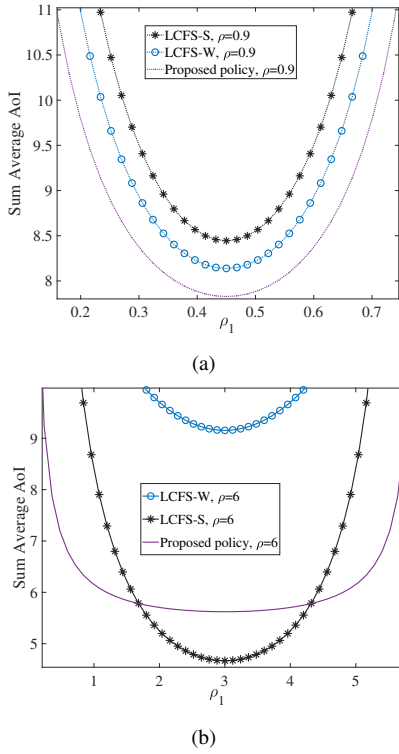 11
10.5
10
9.5
9
8.5
8
Sum Average AoI
LCFS-S, ρ=0.9
LCFS-W, ρ=0.9
Proposed policy, ρ=0.9
0.2 0.3 0.4 0.5 0.6 0.7
ρ1
(a)
9
8
7
6
5
Sum Average AoI
LCFS-W, ρ=6
LCFS-S, ρ=6
Proposed policy, ρ=6
1 2 3 4 5
ρ1
(b)